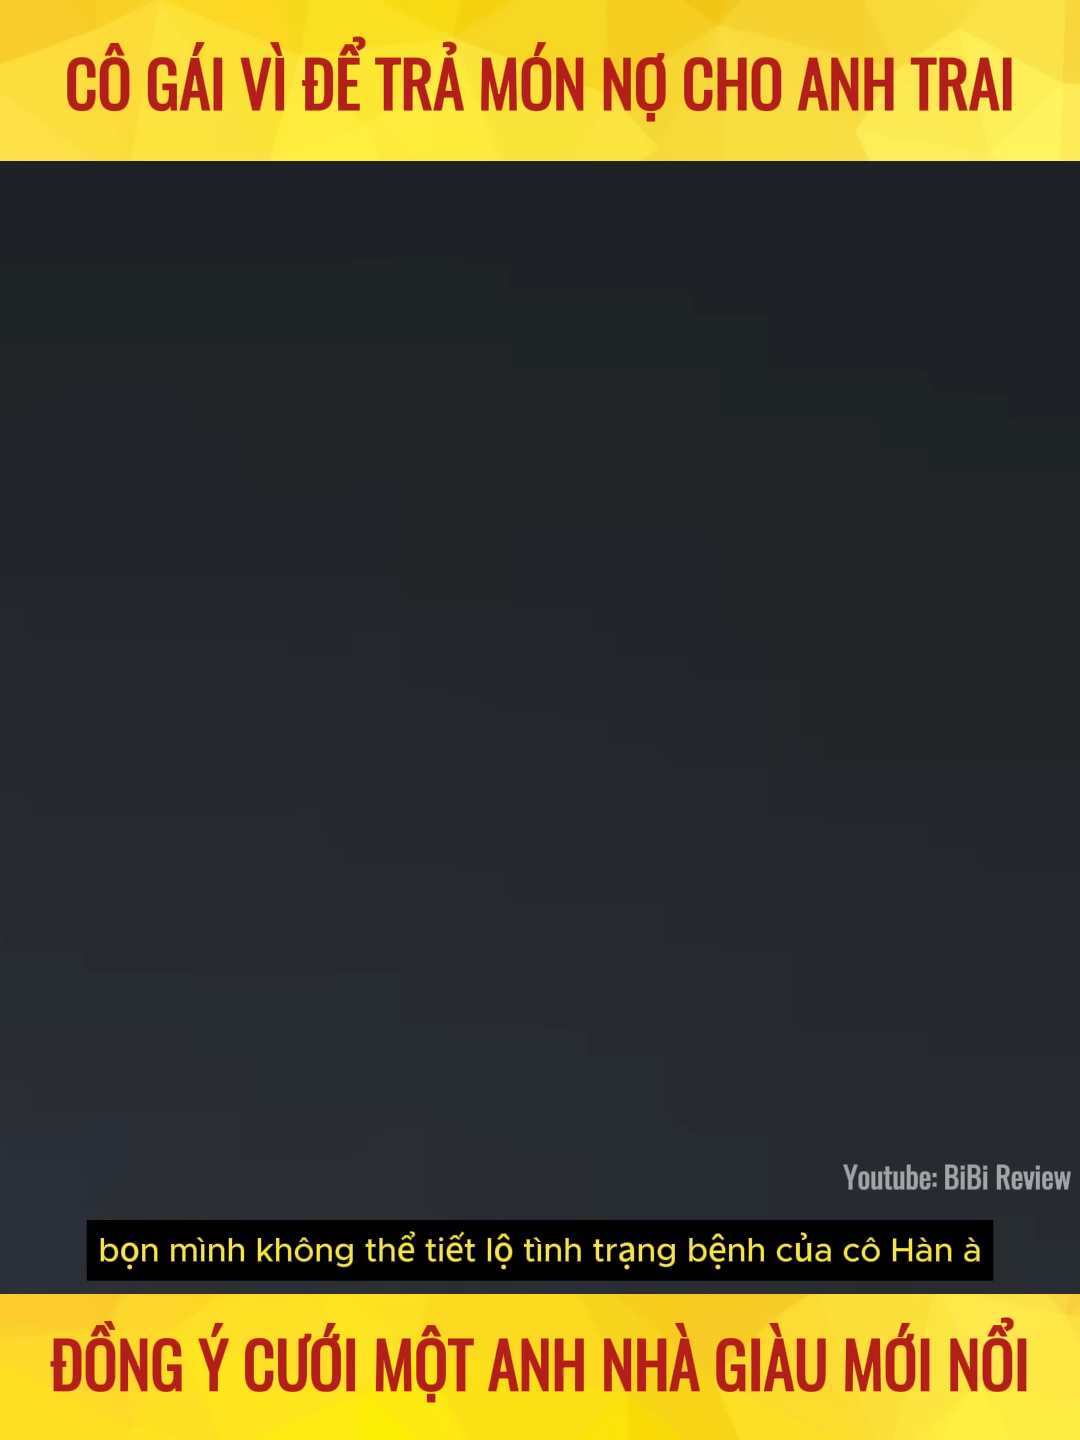 CÔ GÁI VÌ ĐỂ TRẢ MÓN NỢ CHO ANH TRAI
Youtube: BiBi Review
bọn mình không thể tiết lộ tình trạng bệnh của cô Hàn à
ĐỒNG Ý CƯỚI MỘT ANH NHÀ GIÀU MỚI NỔI